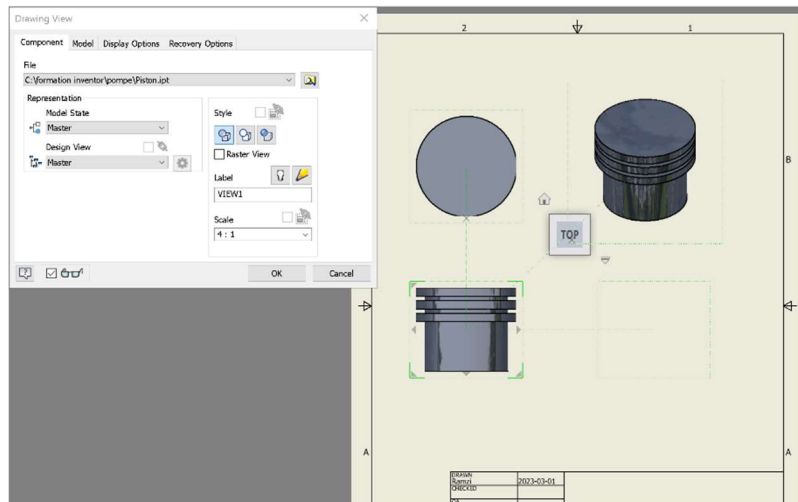 Drawing View
Component Model Display Options Recovery Options
File
C:\formation inventor\pompe\Piston.ipt
Representation
Model State
Master
Design View
Master
Style
Raster View
Label
VIEW1
Scale
4 : 1
OK Cancel
2 1
B
TOP
A A
DRAWN
Ramzi 2023-03-01
CHECKED